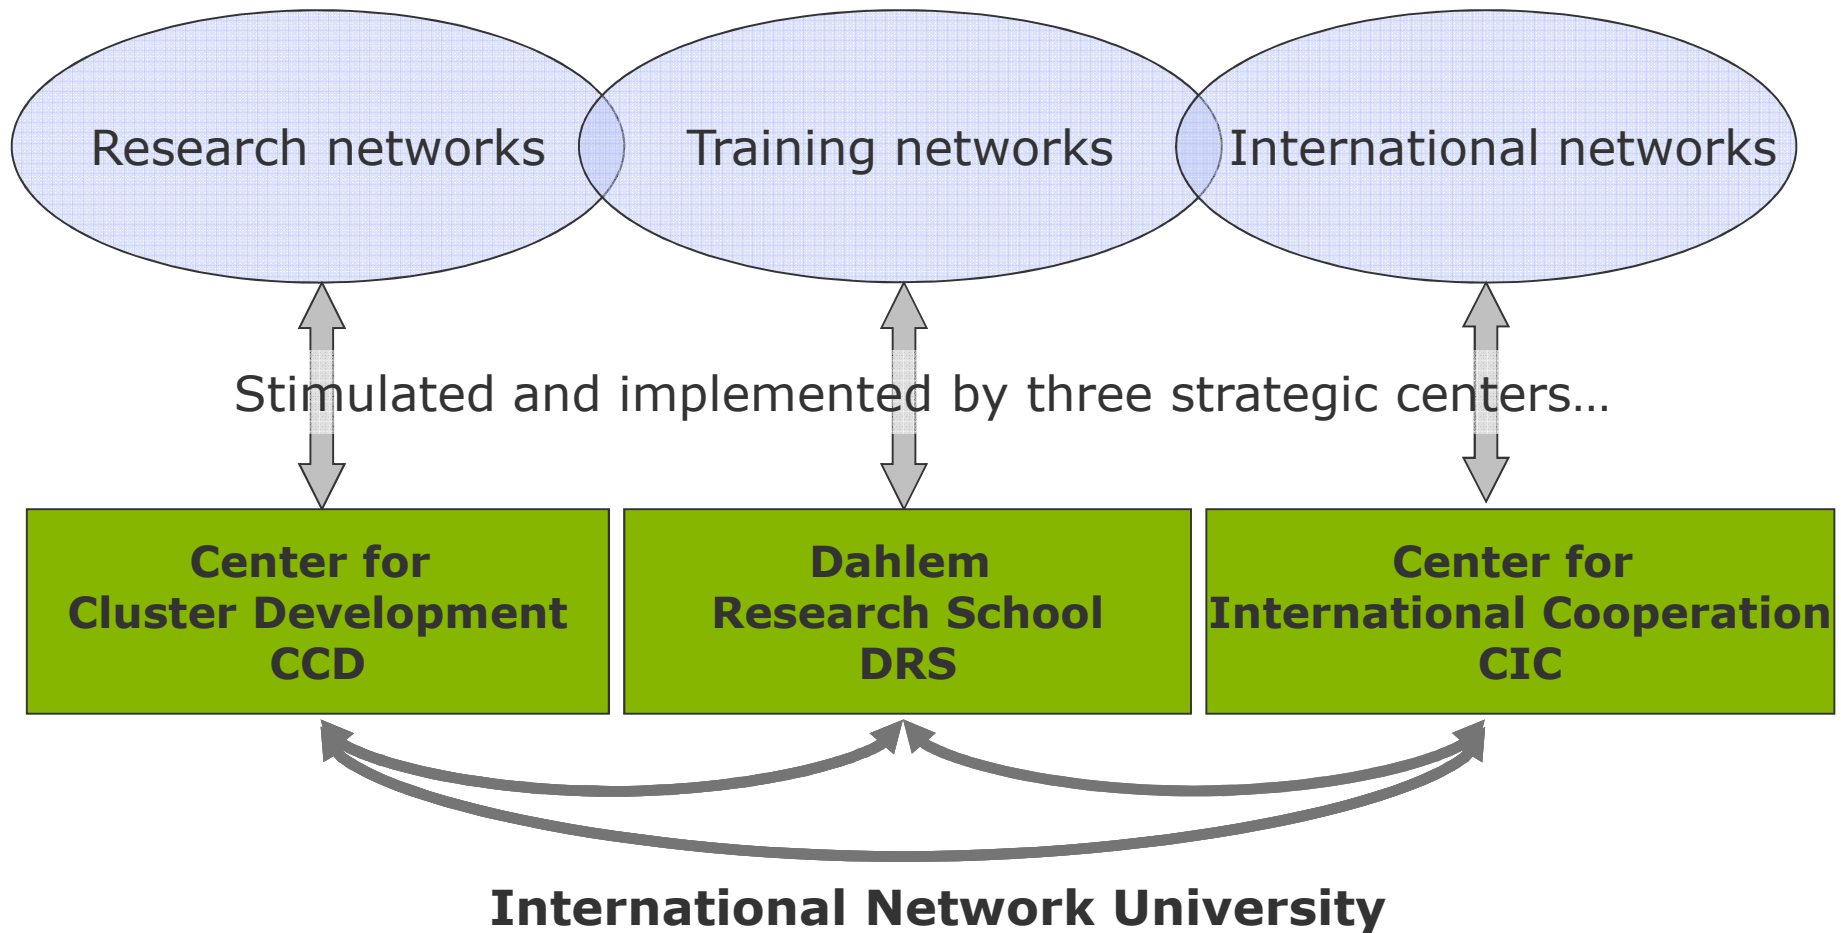 Research networks
Training networks
International networks
Stimulated and implemented by three strategic centers…
Center for
Cluster Development
CCD
Dahlem
Research School
DRS
Center for
International Cooperation
CIC
International Network University